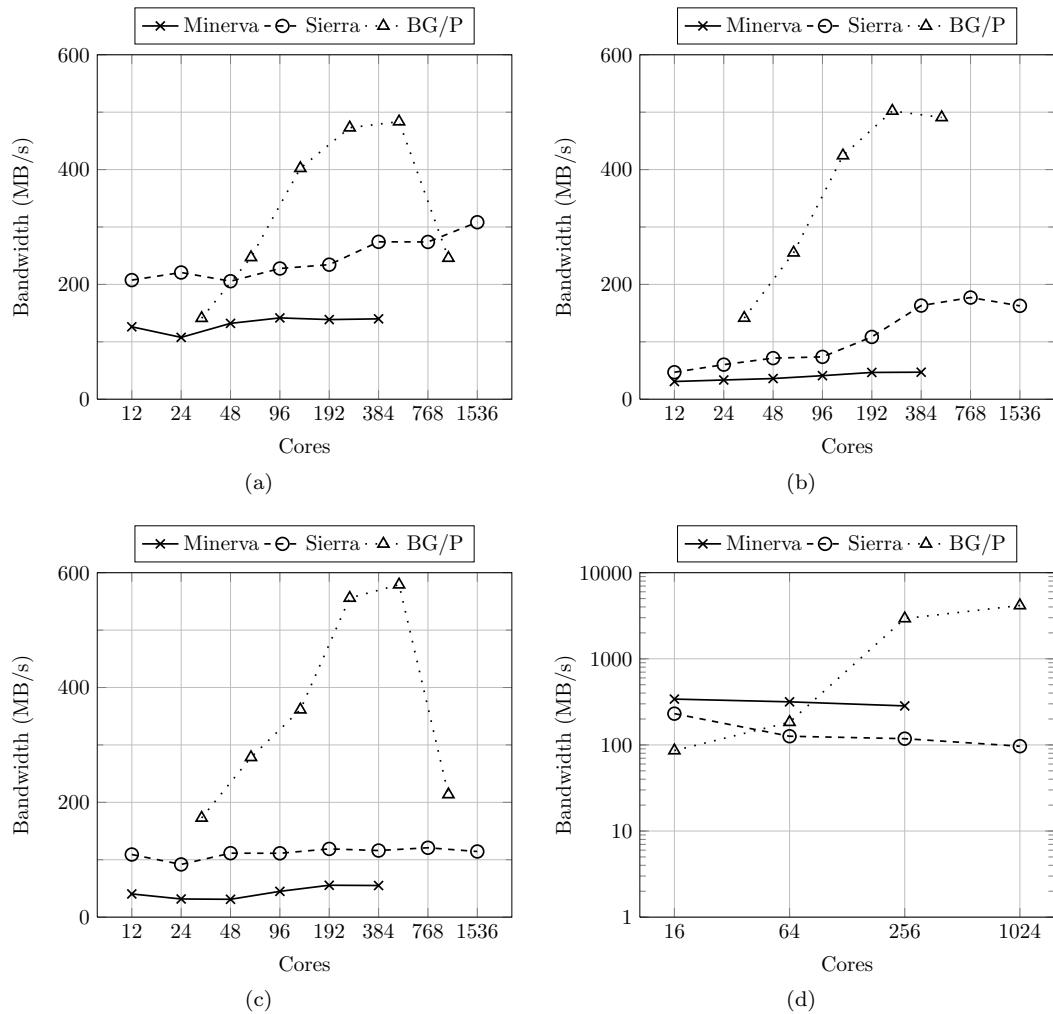 Minerva Sierra BG/P
600
400
200
0
12 24 48 96 192 384 768 1536
Bandwidth (MB/s)
Cores
(a)
Minerva Sierra BG/P
600
400
200
0
12 24 48 96 192 384 768 1536
Bandwidth (MB/s)
Cores
(b)
Minerva Sierra BG/P
600
400
200
0
12 24 48 96 192 384 768 1536
Bandwidth (MB/s)
Cores
(c)
Minerva Sierra BG/P
10000
1000
100
10
1
16 64 256 1024
Bandwidth (MB/s)
Cores
(d)